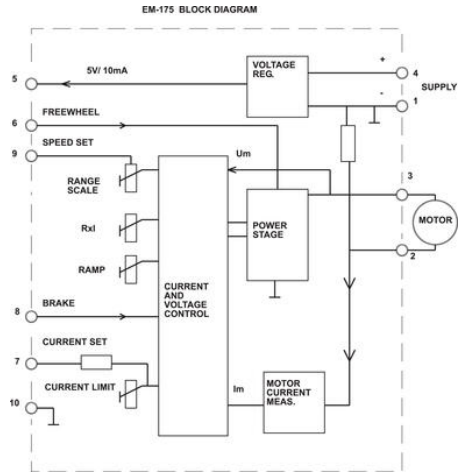 EM-175 BLOCK DIAGRAM
5
5V/ 10mA
VOLTAGE
REG.
+
4
-
1
SUPPLY
6
FREEWHEEL
9
SPEED SET
RANGE
SCALE
Um
3
RxI
POWER
STAGE
MOTOR
RAMP
2
CURRENT
AND
VOLTAGE
CONTROL
8
BRAKE
7
CURRENT SET
CURRENT LIMIT
Im
MOTOR
CURRENT
MEAS.
10